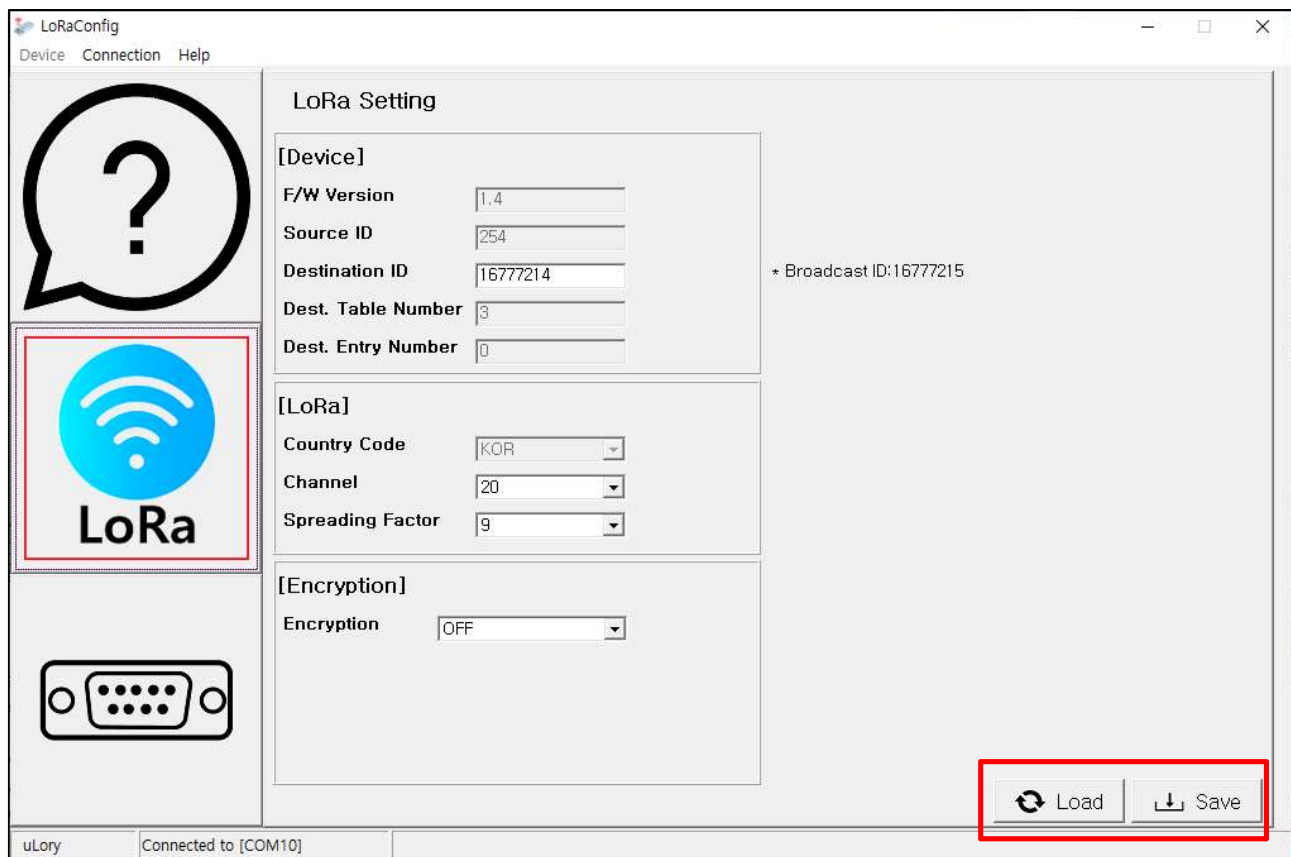 LoRaConfig
Device Connection Help
?
LoRa Setting
[Device]
F/W Version 1.4
Source ID 254
Destination ID 16777214 * Broadcast ID:16777215
Dest. Table Number 3
Dest. Entry Number 0
[LoRa]
Country Code KOR
Channel 20
Spreading Factor 9
LoRa
[Encryption]
Encryption OFF
Load Save
uLory Connected to [COM10]